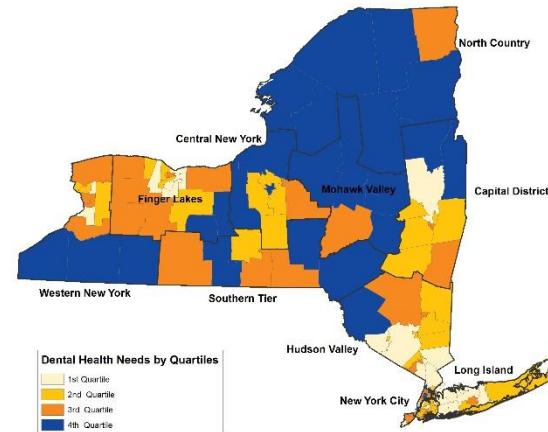 North Country
Central New York
Mohawk Valley
Finger Lakes
Capital District
Western New York
Southern Tier
Hudson Valley
Long Island
New York City
Dental Health Needs by Quartiles
1st Quartile
2nd Quartile
3rd Quartile
4th Quartile